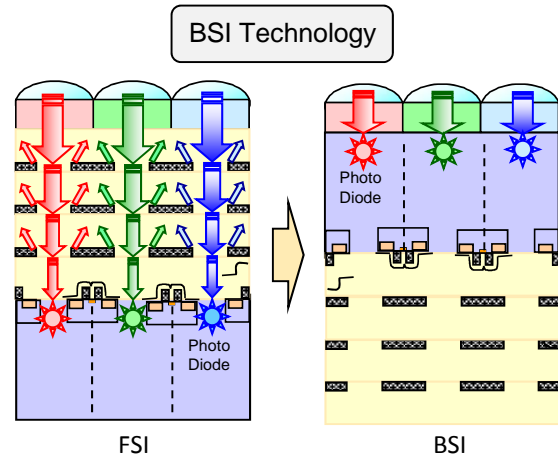 BSI Technology
Photo
Diode
FSI
Photo
Diode
BSI